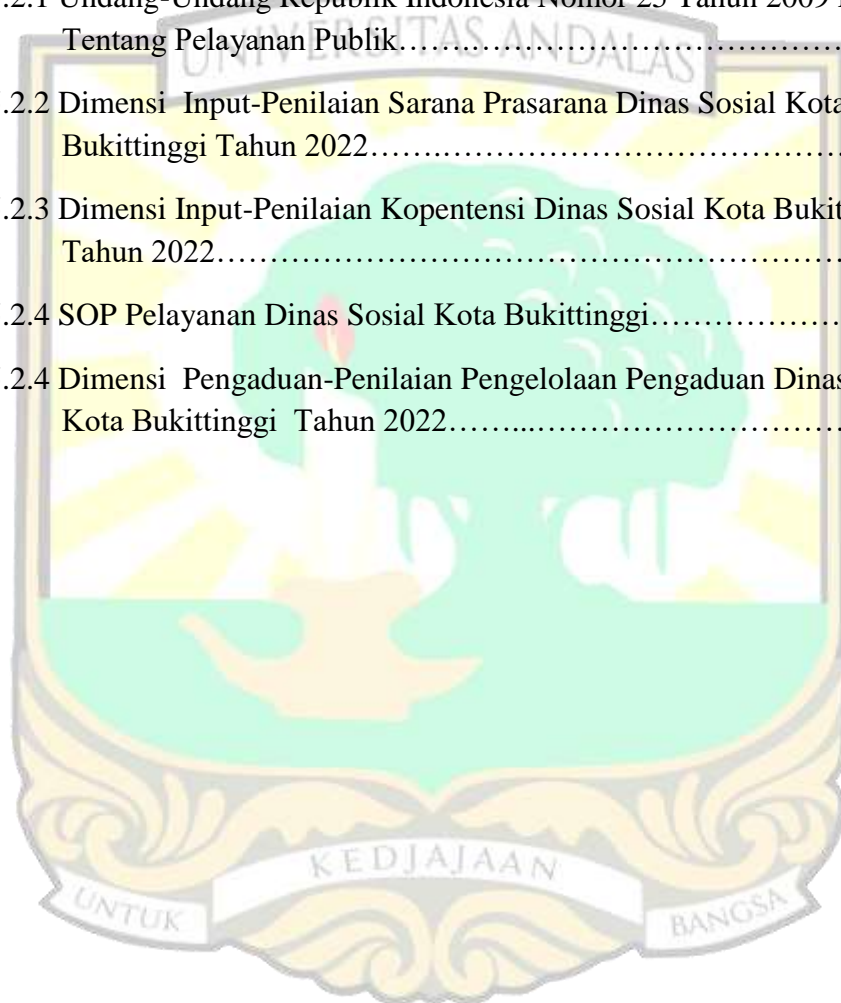 .2.1 Undang-Undang Republik Indonesia Nomor 25 Tahun 2009
Tentang Pelayanan Publik……………………………………………
.2.2 Dimensi  Input-Penilaian Sarana Prasarana Dinas Sosial Kota
Bukittinggi Tahun 2022…….………………………………………
.2.3 Dimensi Input-Penilaian Kopentensi Dinas Sosial Kota Bukit
Tahun 2022……………………………………………………………
.2.4 SOP Pelayanan Dinas Sosial Kota Bukittinggi…………………
.2.4 Dimensi  Pengaduan-Penilaian Pengelolaan Pengaduan Dinas
Kota Bukittinggi  Tahun 2022……...………………………………
UNIVERSITAS ANDALAS
KEDJAJAAN
UNTUK
BANGSA